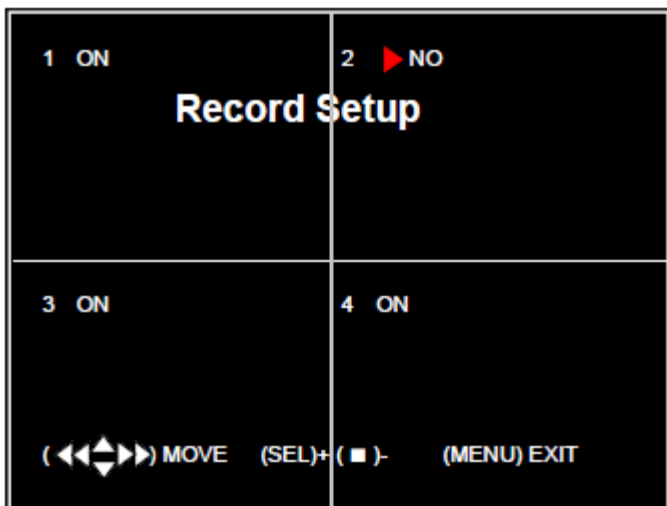 1 ON
2 ▶ NO
Record Setup
3 ON
4 ON
(◀◀▲▼▶▶) MOVE (SEL)+ (■)- (MENU) EXIT